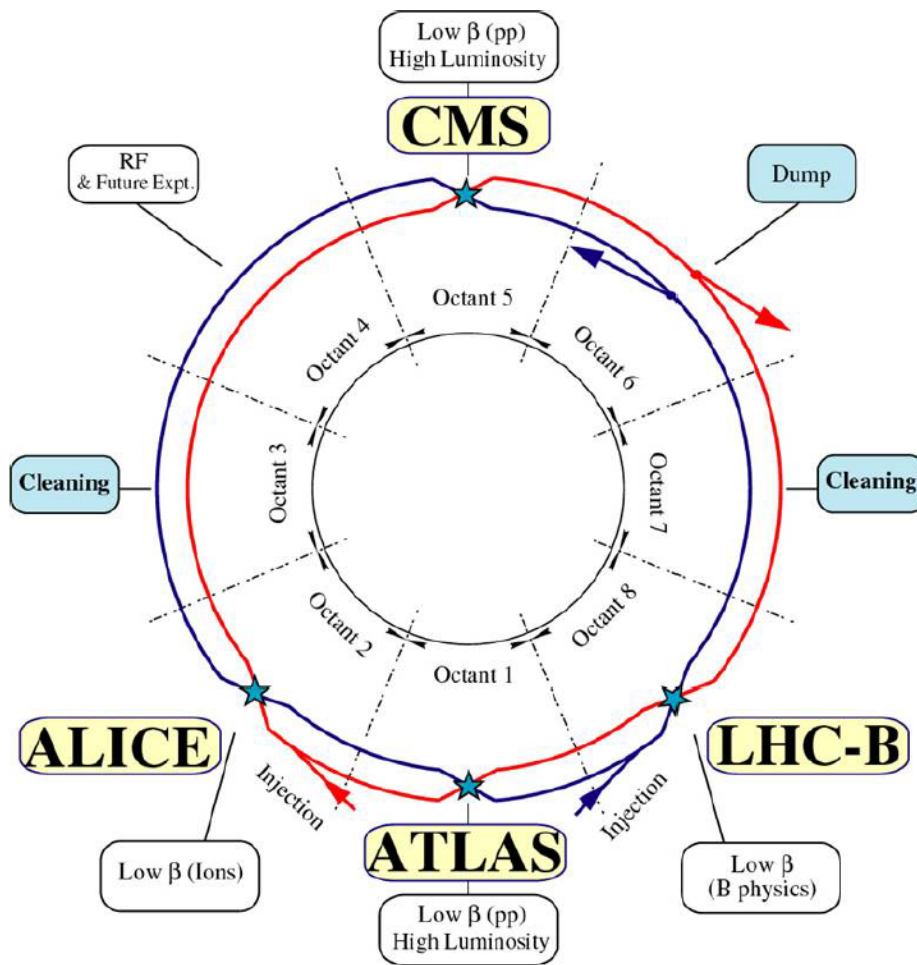 Low β (pp)
High Luminosity
CMS
RF
& Future Expt.
Dump
Octant 5
Octant 4
Octant 6
Cleaning
Octant 3
Octant 7
Cleaning
Octant 2
Octant 8
Octant 1
ALICE
LHC-B
Injection
Injection
ATLAS
Low β (Ions)
Low β
(B physics)
Low β (pp)
High Luminosity